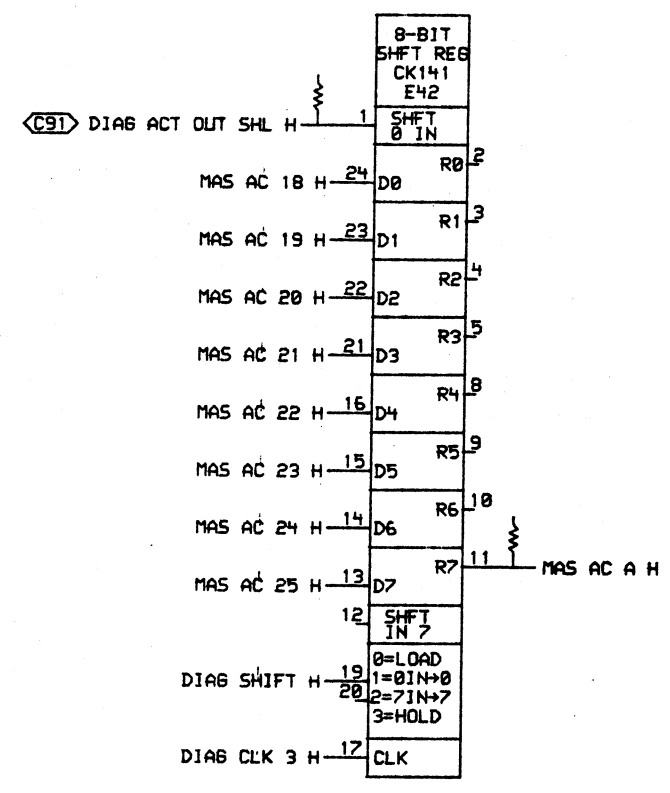 8-BIT
SHFT REG
CK141
E42
C91 DIAG ACT OUT SHL H 1 SHFT
0 IN
R0 2
MAS AC 18 H 24 D0
R1 3
MAS AC 19 H 23 D1
R2 4
MAS AC 20 H 22 D2
R3 5
MAS AC 21 H 21 D3
R4 8
MAS AC 22 H 16 D4
R5 9
MAS AC 23 H 15 D5
R6 10
MAS AC 24 H 14 D6
R7 11 MAS AC A H
MAS AC 25 H 13 D7
12 SHFT
IN 7
0=LOAD
DIAG SHIFT H 19 1=0IN→0
20 2=7IN→7
3=HOLD
DIAG CLK 3 H 17 CLK